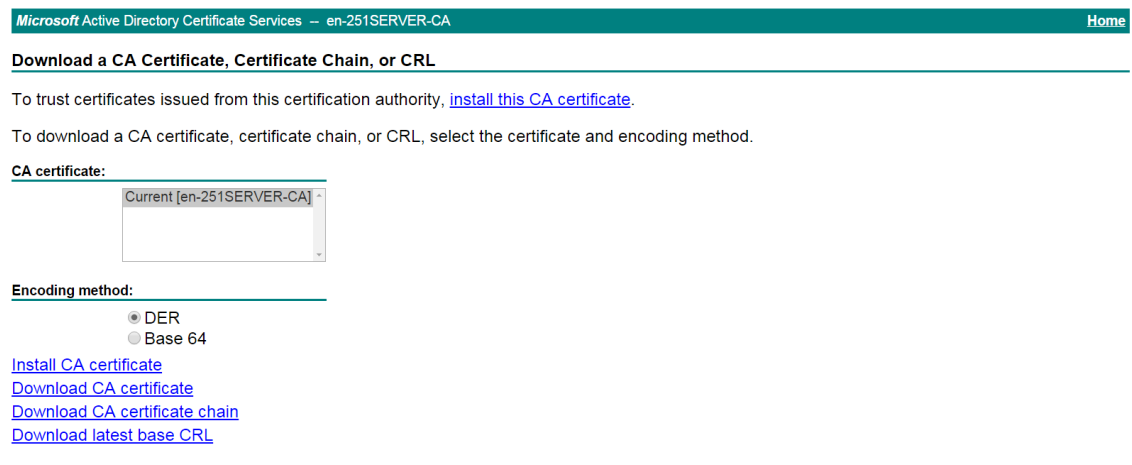 Microsoft Active Directory Certificate Services -- en-251SERVER-CA Home
Download a CA Certificate, Certificate Chain, or CRL
To trust certificates issued from this certification authority, install this CA certificate.
To download a CA certificate, certificate chain, or CRL, select the certificate and encoding method.
CA certificate:
Current [en-251SERVER-CA]
Encoding method:
DER
Base 64
Install CA certificate
Download CA certificate
Download CA certificate chain
Download latest base CRL